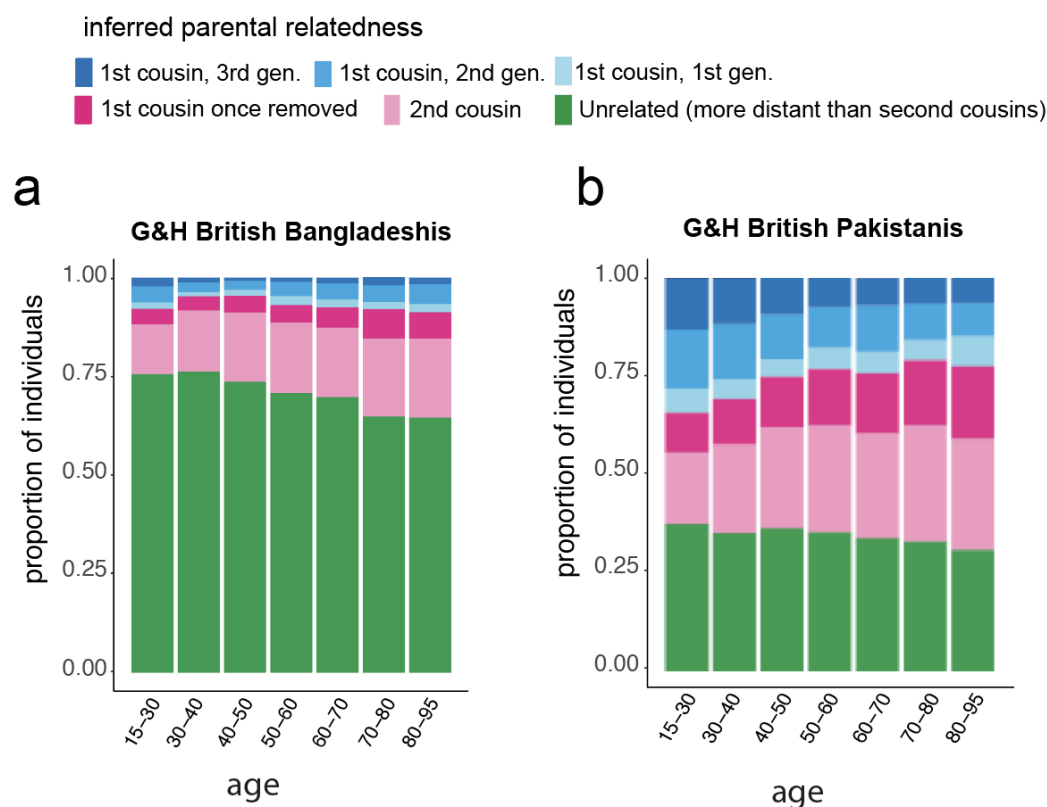 inferred parental relatedness
1st cousin, 3rd gen. 1st cousin, 2nd gen. 1st cousin, 1st gen.
1st cousin once removed 2nd cousin Unrelated (more distant than second cousins)
a
G&H British Bangladeshis
proportion of individuals
1.00
0.75
0.50
0.25
0.00
15–30 30–40 40–50 50–60 60–70 70–80 80–95
age
b
G&H British Pakistanis
proportion of individuals
1.00
0.75
0.50
0.25
0.00
15–30 30–40 40–50 50–60 60–70 70–80 80–95
age